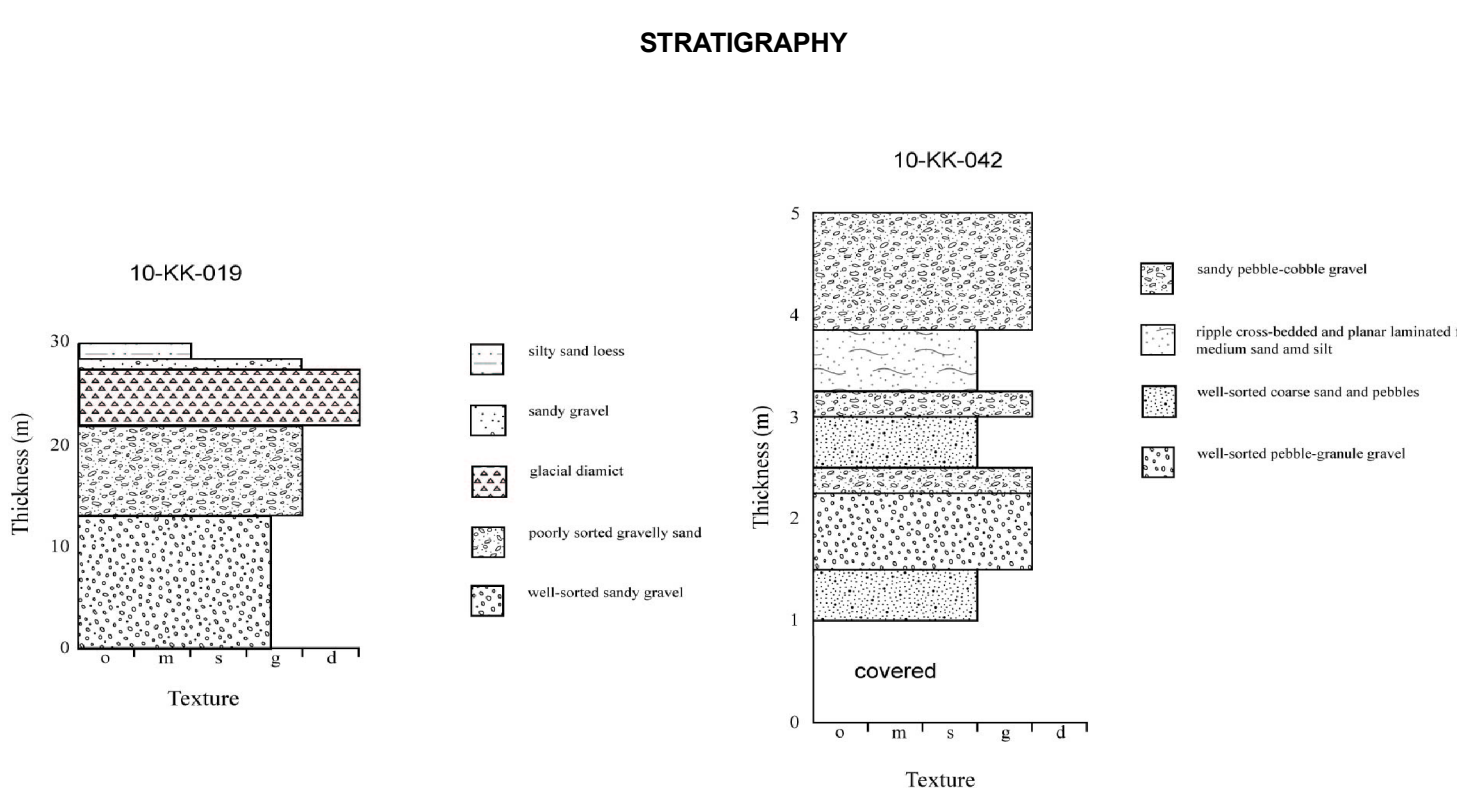 STRATIGRAPHY
10-KK-019
30
20
10
0
Thickness (m)
o m s g d
Texture
silty sand loess
sandy gravel
glacial diamict
poorly sorted gravelly sand
well-sorted sandy gravel
10-KK-042
5
4
3
2
1
0
Thickness (m)
covered
o m s g d
Texture
sandy pebble-cobble gravel
ripple cross-bedded and planar laminated
medium sand amd silt
well-sorted coarse sand and pebbles
well-sorted pebble-granule gravel